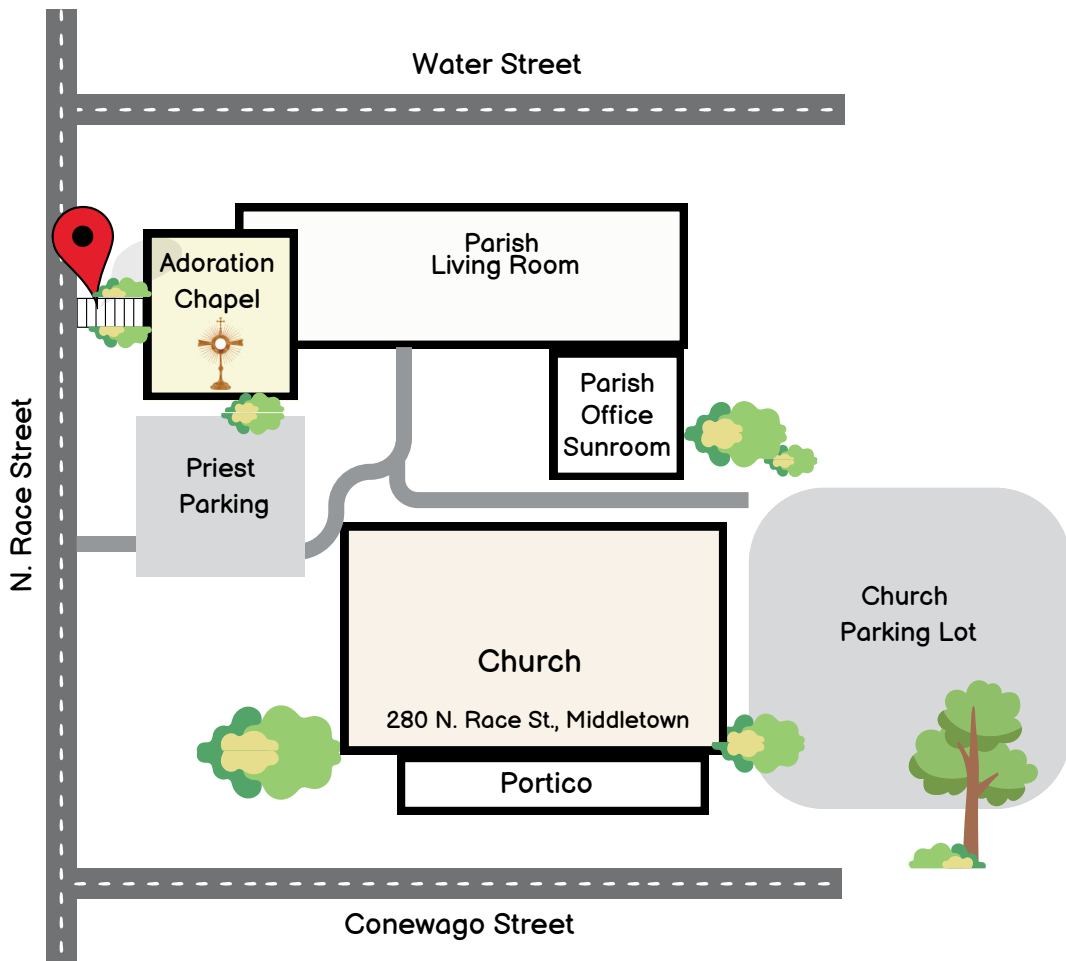 Water Street
Parish
Living Room
Adoration
Chapel
Parish
Office
Sunroom
Priest
Parking
N. Race Street
Church
Parking Lot
Church
280 N. Race St., Middletown
Portico
Conewago Street